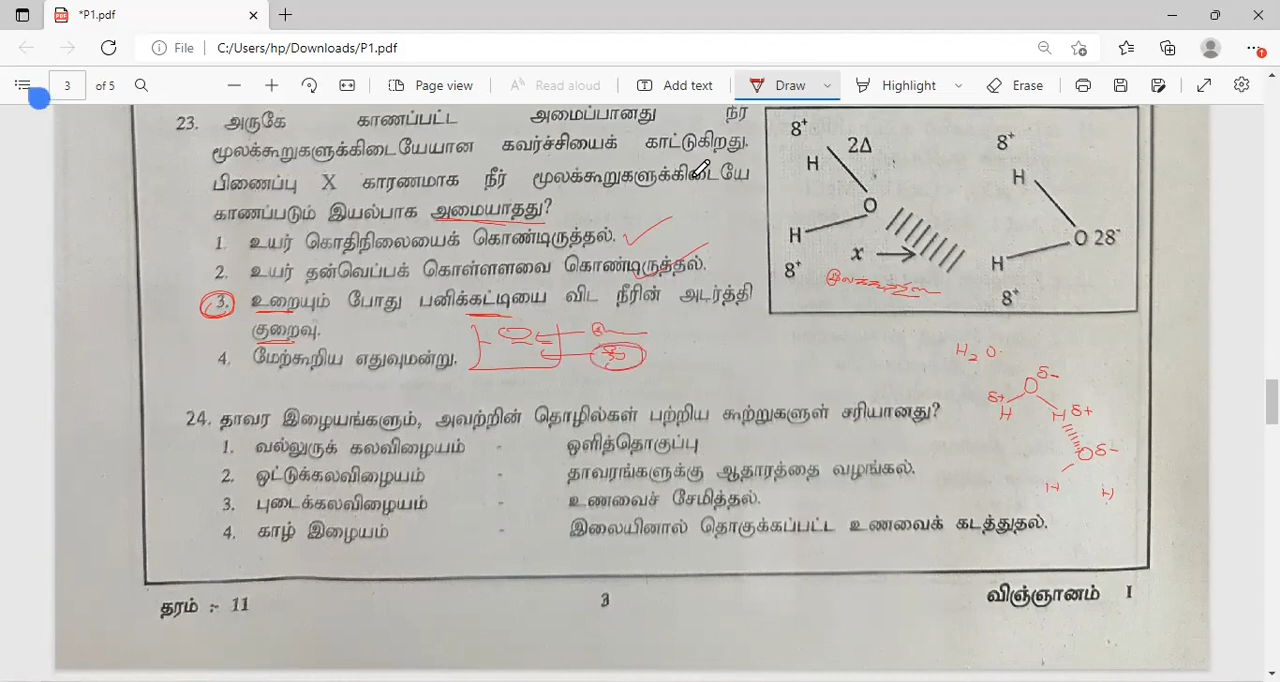 *P1.pdf
File C:/Users/hp/Downloads/P1.pdf
3 of 5 Page view Read aloud Add text Draw Highlight Erase
23. அருகே காணப்பட்ட அமைப்பானது நீர்
மூலக்கூறுகளுக்கிடையேயான கவர்ச்சியைக் காட்டுகிறது.
பிணைப்பு X காரணமாக நீர் மூலக்கூறுகளுக்கிடையே
காணப்படும் இயல்பாக அமையாதது?
1. உயர் கொதிநிலையைக் கொண்டிருத்தல்.
2. உயர் தன்வெப்பக் கொள்ளளவை கொண்டிருத்தல்.
3. உறையும் போது பனிக்கட்டியை விட நீரின் அடர்த்தி
குறைவு.
4. மேற்கூறிய எதுவுமன்று.
8+ 2Δ 8+
H H
O
H x O 28-
H
8+ 8+
H2O
δ-
δ+ O
H H δ+
O δ-
H H
24. தாவர இழையங்களும், அவற்றின் தொழில்கள் பற்றிய கூற்றுகளுள் சரியானது?
1. வல்லுருக் கலவிழையம் - ஒளித்தொகுப்பு
2. ஒட்டுக்கலவிழையம் - தாவரங்களுக்கு ஆதாரத்தை வழங்கல்.
3. புடைக்கலவிழையம் - உணவைச் சேமித்தல்.
4. காழ் இழையம் - இலையினால் தொகுக்கப்பட்ட உணவைக் கடத்துதல்.
தரம் :- 11 3 விஞ்ஞானம் I